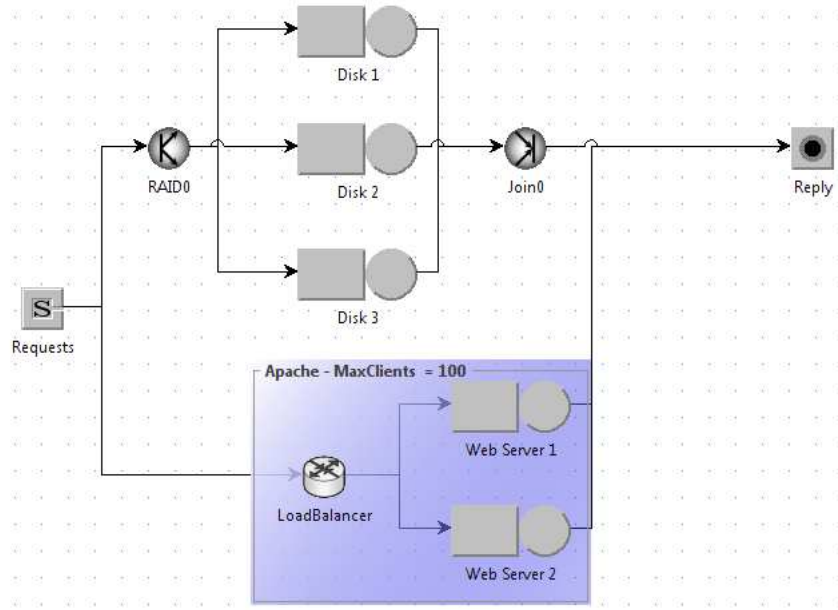 Disk 1
RAID0
Disk 2
Join0
Reply
Disk 3
S
Requests
Apache - MaxClients = 100
Web Server 1
LoadBalancer
Web Server 2